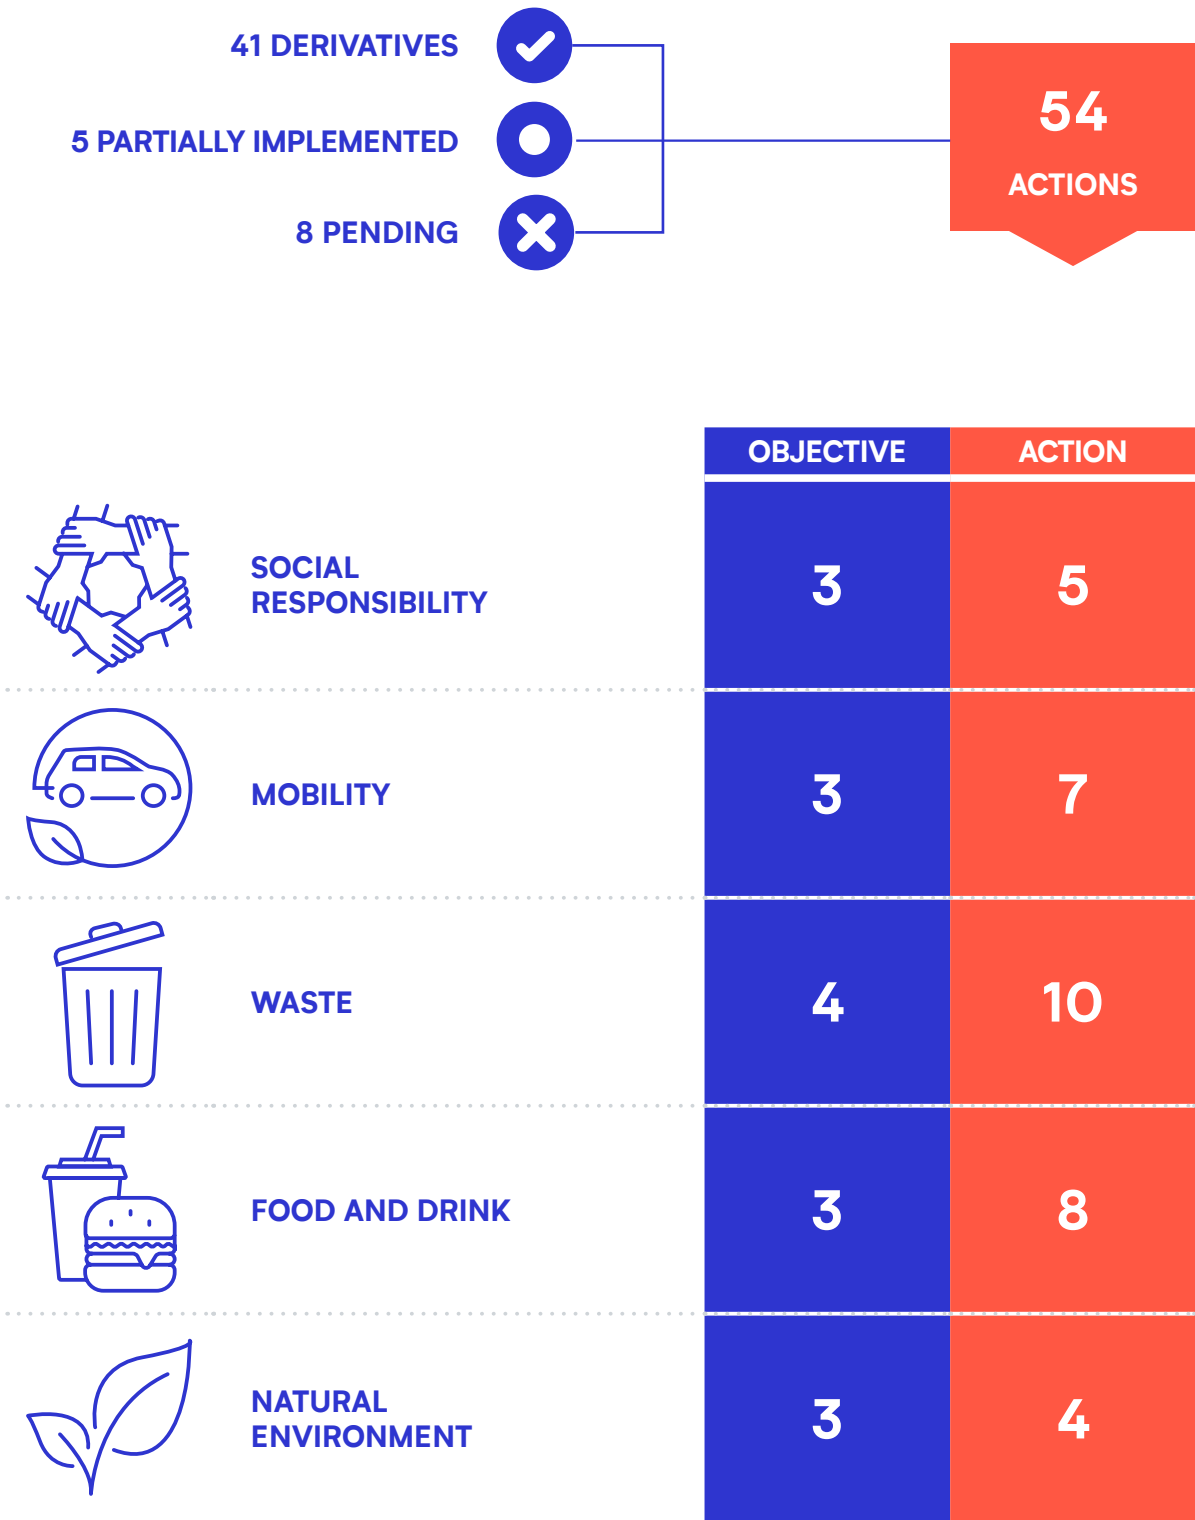 41 DERIVATIVES
5 PARTIALLY IMPLEMENTED
8 PENDING
54
ACTIONS
OBJECTIVE ACTION
SOCIAL
RESPONSIBILITY
3 5
MOBILITY 3 7
WASTE 4 10
FOOD AND DRINK 3 8
NATURAL
ENVIRONMENT
3 4